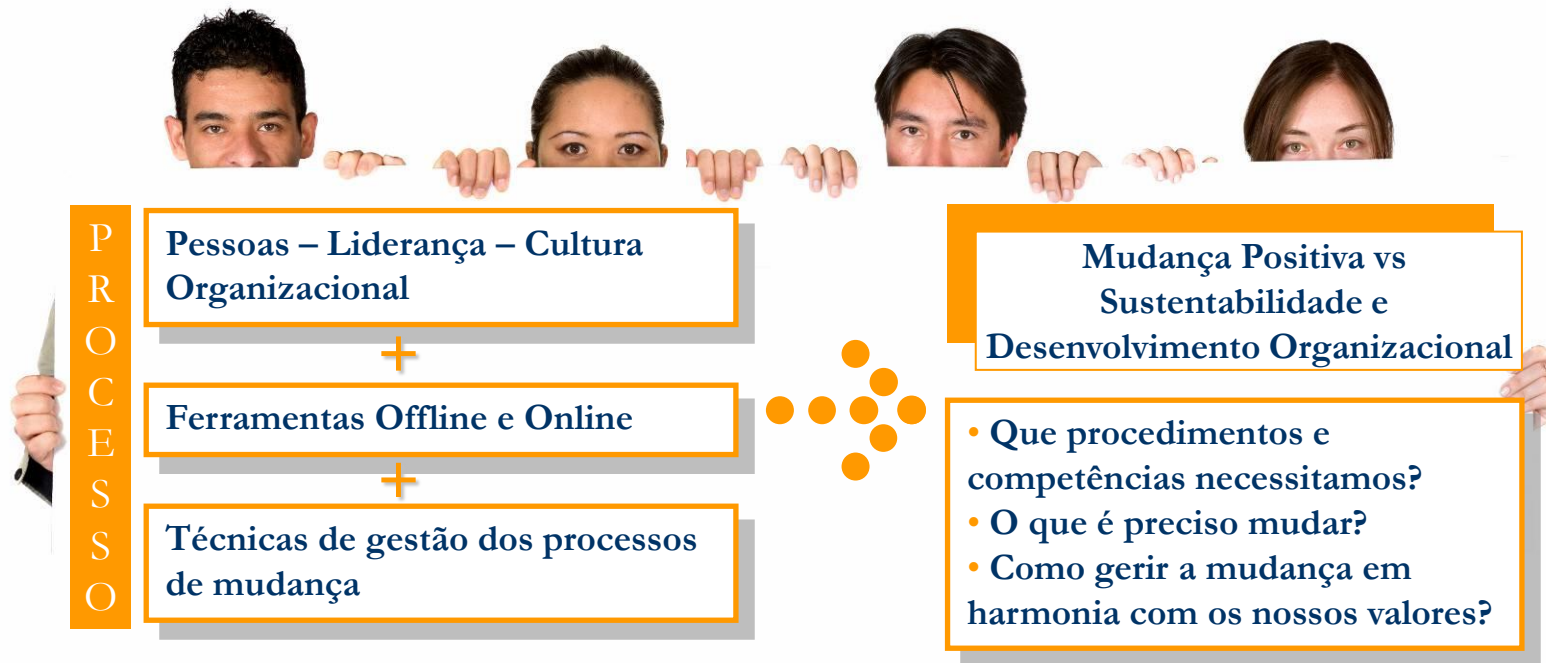 P
R
O
C
E
S
S
O
Pessoas – Liderança – Cultura
Organizacional
+
Ferramentas Offline e Online
+
Técnicas de gestão dos processos
de mudança
Mudança Positiva vs
Sustentabilidade e
Desenvolvimento Organizacional
• Que procedimentos e
competências necessitamos?
• O que é preciso mudar?
• Como gerir a mudança em
harmonia com os nossos valores?